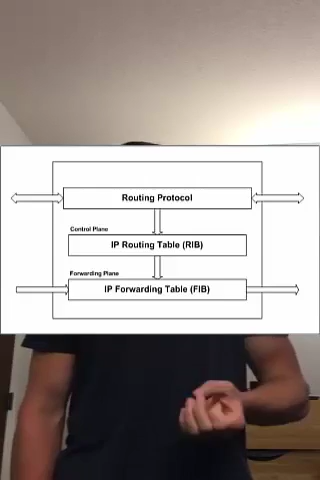 Routing Protocol
Control Plane
IP Routing Table (RIB)
Forwarding Plane
IP Forwarding Table (FIB)